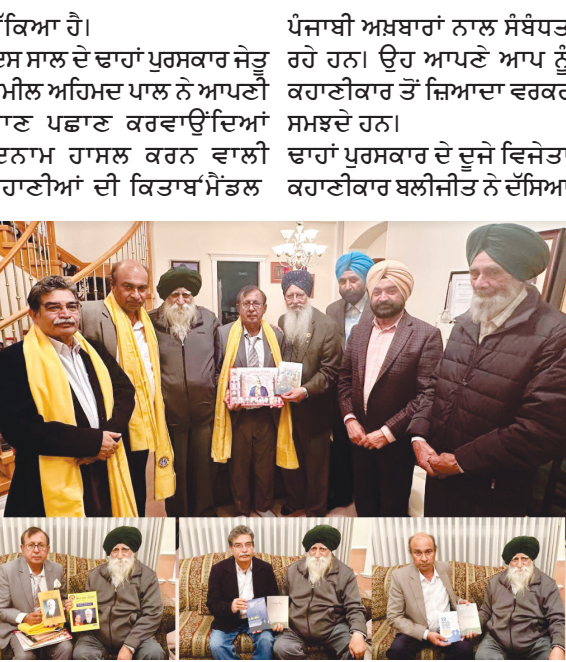 ੱਕਿਆ ਹੈ।
ਇਸ ਸਾਲ ਦੇ ਢਾਹਾਂ ਪੁਰਸਕਾਰ ਜੇਤੂ
ਮੀਲ ਅਹਿਮਦ ਪਾਲ ਨੇ ਆਪਣੀ
ਾਣ ਪਛਾਣ ਕਰਵਾਉਂਦਿਆਂ
ਇਨਾਮ ਹਾਸਲ ਕਰਨ ਵਾਲੀ
ਹਾਣੀਆਂ ਦੀ ਕਿਤਾਬ‘ਮੈਂਡਲ
ਪੰਜਾਬੀ ਅਖ਼ਬਾਰਾਂ ਨਾਲ ਸੰਬੰਧਤ
ਰਹੇ ਹਨ। ਉਹ ਆਪਣੇ ਆਪ ਨੂੰ
ਕਹਾਣੀਕਾਰ ਤੋਂ ਜ਼ਿਆਦਾ ਵਰਕਰ
ਸਮਝਦੇ ਹਨ।
ਢਾਹਾਂ ਪੁਰਸਕਾਰ ਦੇ ਦੂਜੇ ਵਿਜੇਤਾ
ਕਹਾਣੀਕਾਰ ਬਲੀਜੀਤ ਨੇ ਦੱਸਿਆ